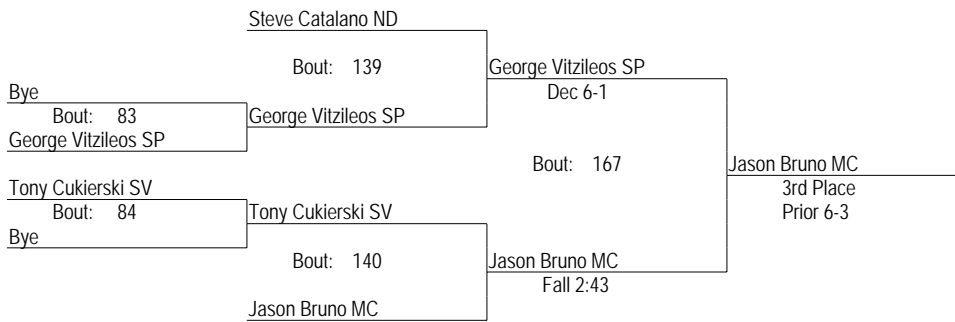 Steve Catalano ND
Bout: 139
George Vitzileos SP
Dec 6-1
Bye
Bout: 83
George Vitzileos SP
George Vitzileos SP
Bout: 167
Jason Bruno MC
3rd Place
Prior 6-3
Tony Cukierski SV
Bout: 84
Tony Cukierski SV
Bye
Bout: 140
Jason Bruno MC
Fall 2:43
Jason Bruno MC